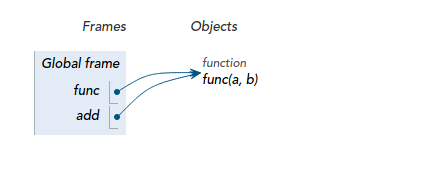 Frames Objects
Global frame
function
func(a, b)
func
add